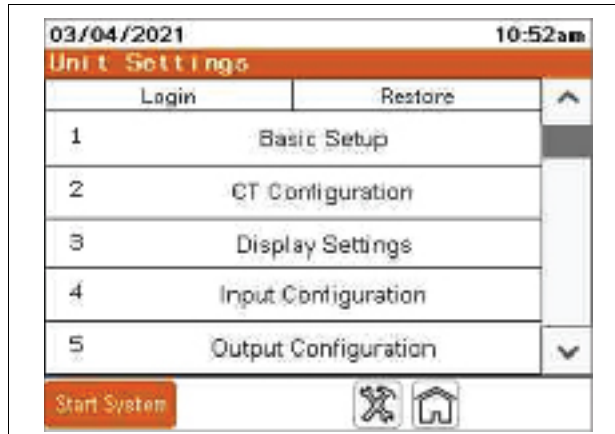 03/04/2021 10:52am
Unit Settings
Login Restore
1 Basic Setup
2 CT Configuration
3 Display Settings
4 Input Configuration
5 Output Configuration
Start System